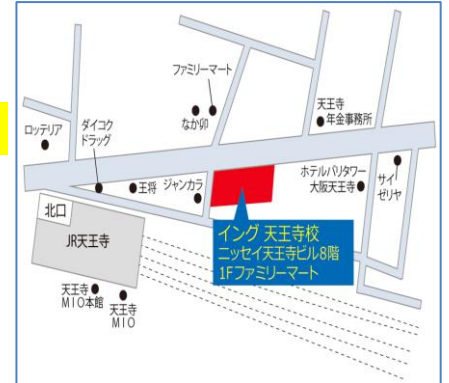 ファミリーマート
なか卯
ロッテリア
ダイコク
ドラッグ
天王寺
年金事務所
王将
ジャンカラ
ホテルバリタワー
大阪天王寺
サイ
ゼリヤ
北口
JR天王寺
イング 天王寺校
ニッセイ天王寺ビル8階
1Fファミリーマート
天王寺
MIO本館
天王寺
MIO